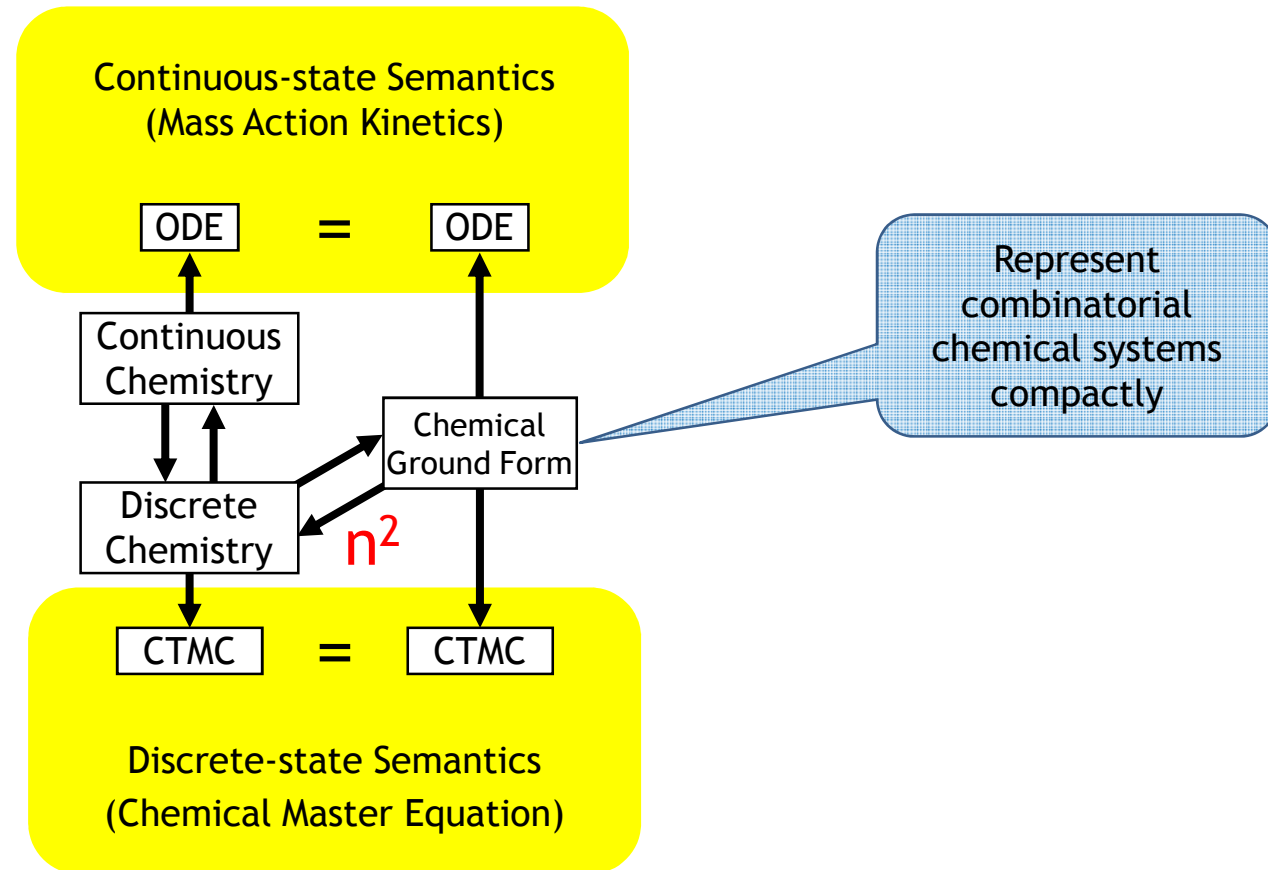 Continuous-state Semantics
(Mass Action Kinetics)
ODE = ODE
Continuous
Chemistry
Represent
combinatorial
chemical systems
compactly
Chemical
Ground Form
Discrete
Chemistry
n²
CTMC = CTMC
Discrete-state Semantics
(Chemical Master Equation)